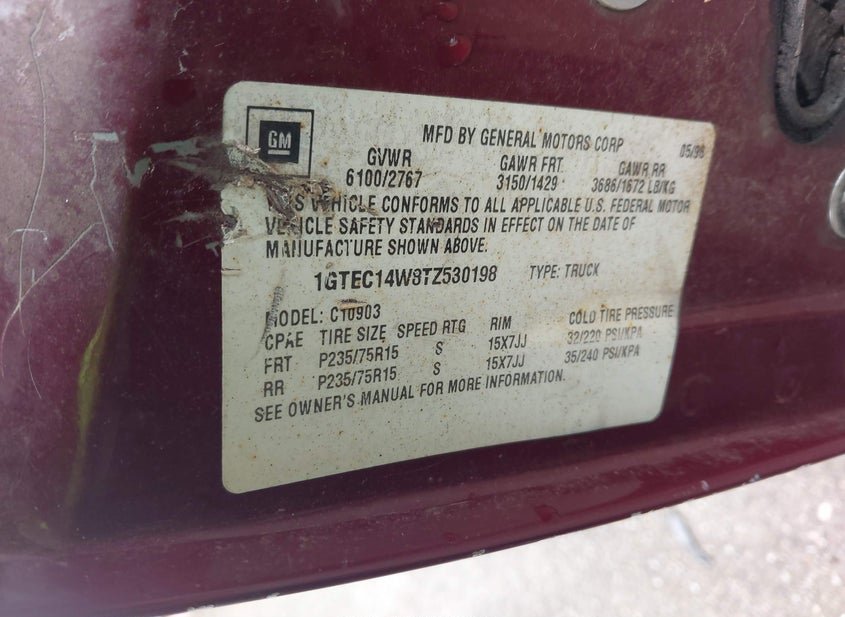 GM
MFD BY GENERAL MOTORS CORP 05/96
GVWR GAWR FRT GAWR RR
6100/2767 3150/1429 3686/1672 LB/KG
VEHICLE CONFORMS TO ALL APPLICABLE U.S. FEDERAL MOTOR
VEHICLE SAFETY STANDARDS IN EFFECT ON THE DATE OF
MANUFACTURE SHOWN ABOVE.
1GTEC14W8TZ530198 TYPE: TRUCK
MODEL: C10903
CPAE TIRE SIZE SPEED RTG RIM COLD TIRE PRESSURE
FRT P235/75R15 S 15X7JJ 32/220 PSI/KPA
RR P235/75R15 S 15X7JJ 35/240 PSI/KPA
SEE OWNER'S MANUAL FOR MORE INFORMATION.